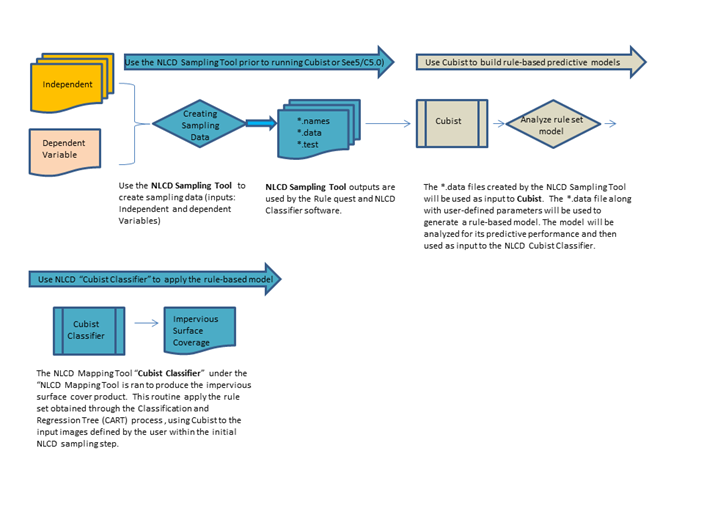 Use the NLCD Sampling Tool prior to running Cubist or See5/C5.0)
Use Cubist to build rule-based predictive models
Independent
Dependent
Variable
Creating
Sampling
Data
*.names
*.data
*.test
Cubist
Analyze rule set
model
Use the NLCD Sampling Tool to
create sampling data (inputs:
Independent and dependent
Variables)
NLCD Sampling Tool outputs are
used by the Rule quest and NLCD
Classifier software.
The *.data files created by the NLCD Sampling Tool
will be used as input to Cubist. The *.data file along
with user-defined parameters will be used to
generate a rule-based model. The model will be
analyzed for its predictive performance and then
used as input to the NLCD Cubist Classifier.
Use NLCD "Cubist Classifier" to apply the rule-based model
Cubist
Classifier
Impervious
Surface
Coverage
The NLCD Mapping Tool "Cubist Classifier" under the
"NLCD Mapping Tool is ran to produce the impervious
surface cover product. This routine apply the rule
set obtained through the Classification and
Regression Tree (CART) process, using Cubist to the
input images defined by the user within the initial
NLCD sampling step.